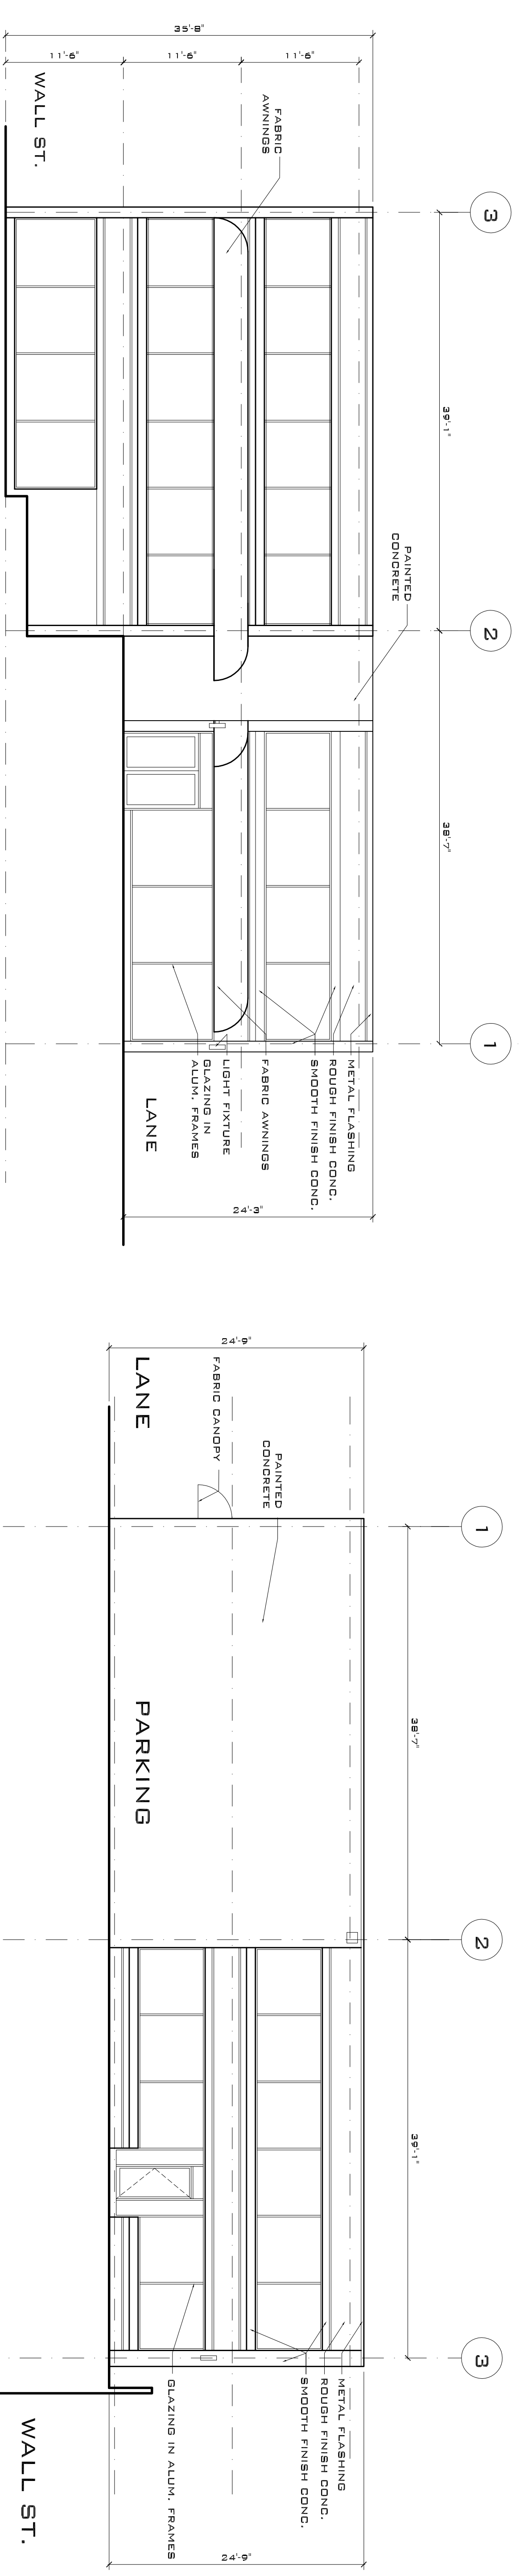 3
2
1
39'-1"
38'-7"
35'-8"
11'-6"
11'-6"
11'-6"
WALL ST.
FABRIC
AWNINGS
PAINTED
CONCRETE
METAL FLASHING
ROUGH FINISH CONC.
SMOOTH FINISH CONC.
FABRIC AWNINGS
LIGHT FIXTURE
GLAZING IN
ALUM. FRAMES
LANE
24'-3"
1
2
3
38'-7"
39'-1"
24'-9"
LANE
FABRIC CANOPY
PAINTED
CONCRETE
PARKING
METAL FLASHING
ROUGH FINISH CONC.
SMOOTH FINISH CONC.
GLAZING IN ALUM. FRAMES
24'-9"
WALL ST.